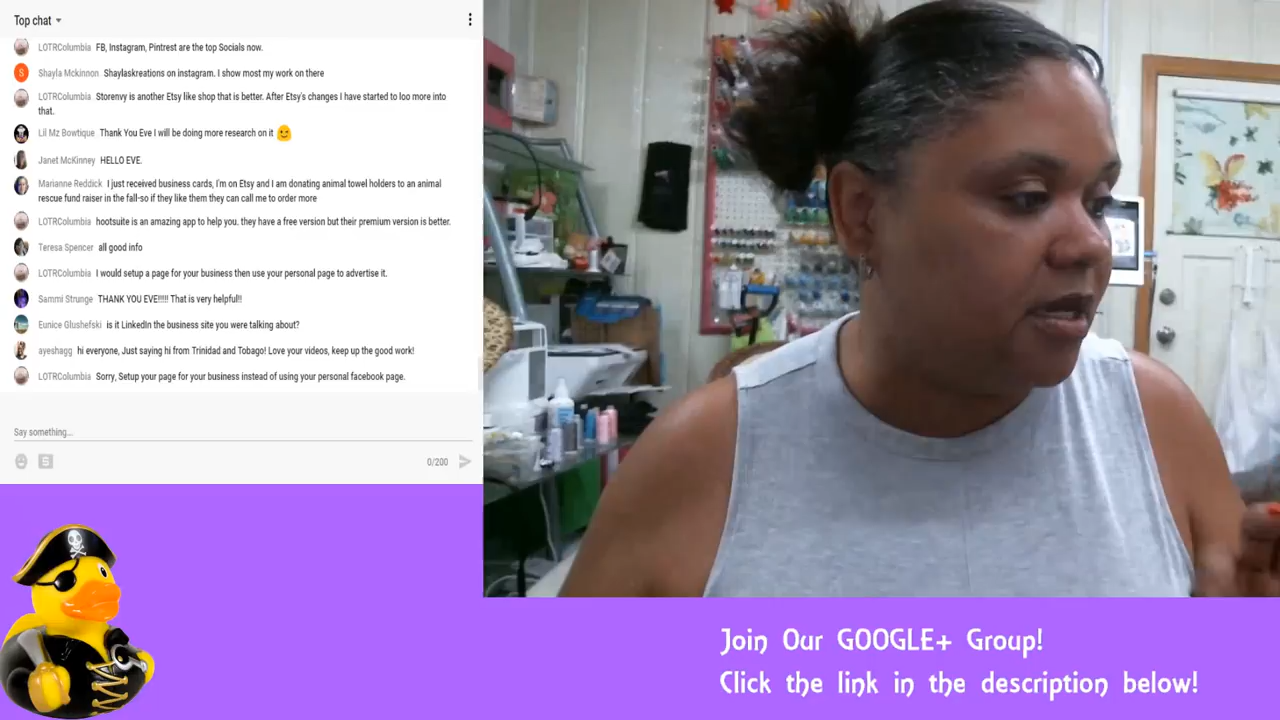 Top chat
LOTRColumbia FB, Instagram, Pintrest are the top Socials now.
S Shayla Mckinnon Shaylaskreations on instagram. I show most my work on there
LOTRColumbia Storenvy is another Etsy like shop that is better. After Etsy's changes I have started to loo more into
that.
Lil Mz Bowtique Thank You Eve I will be doing more research on it
Janet McKinney HELLO EVE.
Marianne Reddick I just received business cards, I'm on Etsy and I am donating animal towel holders to an animal
rescue fund raiser in the fall-so if they like them they can call me to order more
LOTRColumbia hootsuite is an amazing app to help you. they have a free version but their premium version is better.
Teresa Spencer all good info
LOTRColumbia I would setup a page for your business then use your personal page to advertise it.
Sammi Strunge THANK YOU EVE!!!!! That is very helpful!!
Eunice Glushefski is it LinkedIn the business site you were talking about?
ayeshagg hi everyone, Just saying hi from Trinidad and Tobago! Love your videos, keep up the good work!
LOTRColumbia Sorry, Setup your page for your business instead of using your personal facebook page.
Say something...
0/200
Join Our GOOGLE+ Group!
Click the link in the description below!